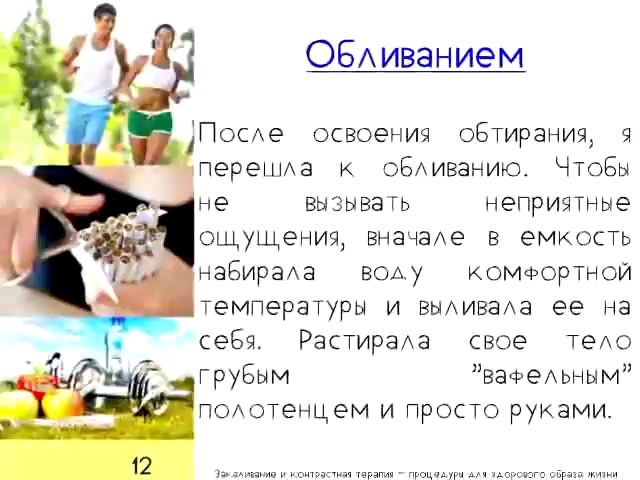 Обливанием
После освоения обтирания, я
перешла к обливанию. Чтобы
не вызывать неприятные
ощущения, вначале в емкость
набирала воду комфортной
температуры и выливала ее на
себя. Растирала свое тело
грубым "вафельным"
полотенцем и просто руками.
12
Закаливание и контрастная терапия – процедуры для здорового образа жизни